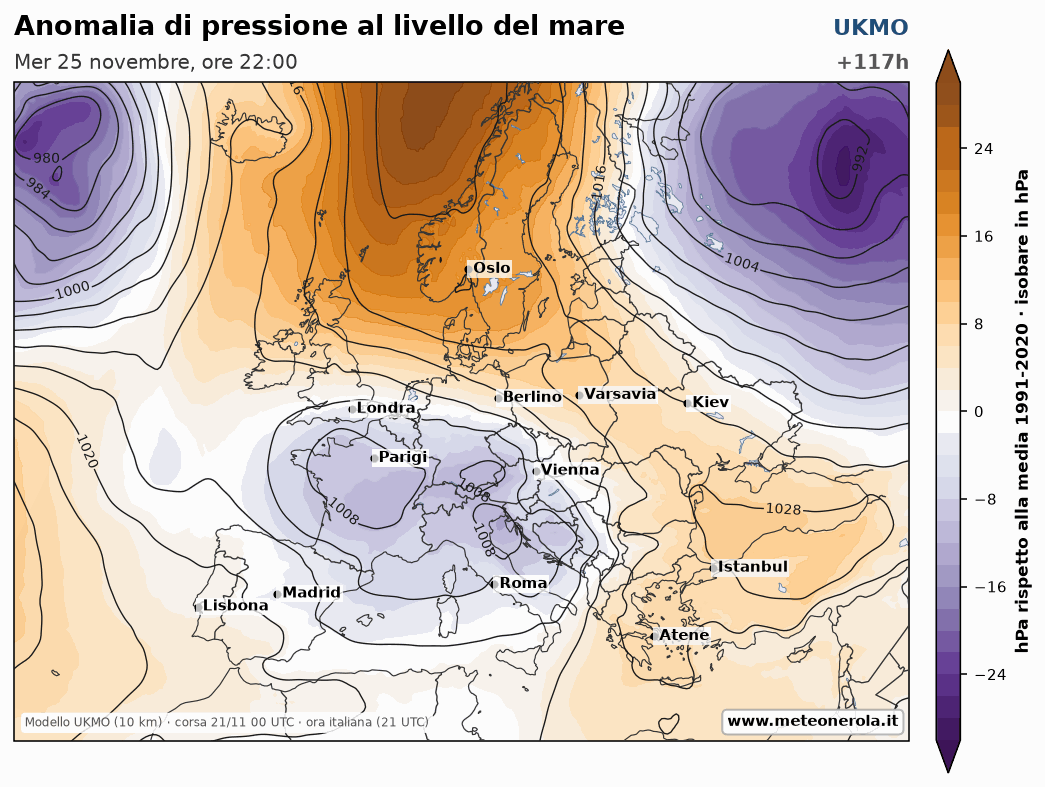 Anomalia di pressione al livello del mare
UKMO
Mer 25 novembre, ore 22:00
+117h
16
980
984
992
1016
1004
1000
Oslo
Berlino
Varsavia
Kiev
Londra
1020
Parigi
Vienna
1008
1008
1008
1028
Istanbul
Roma
Madrid
Lisbona
Atene
Modello UKMO (10 km) · corsa 21/11 00 UTC · ora italiana (21 UTC)
www.meteonerola.it
24
16
8
0
−8
−16
−24
hPa rispetto alla media 1991-2020 · isobare in hPa